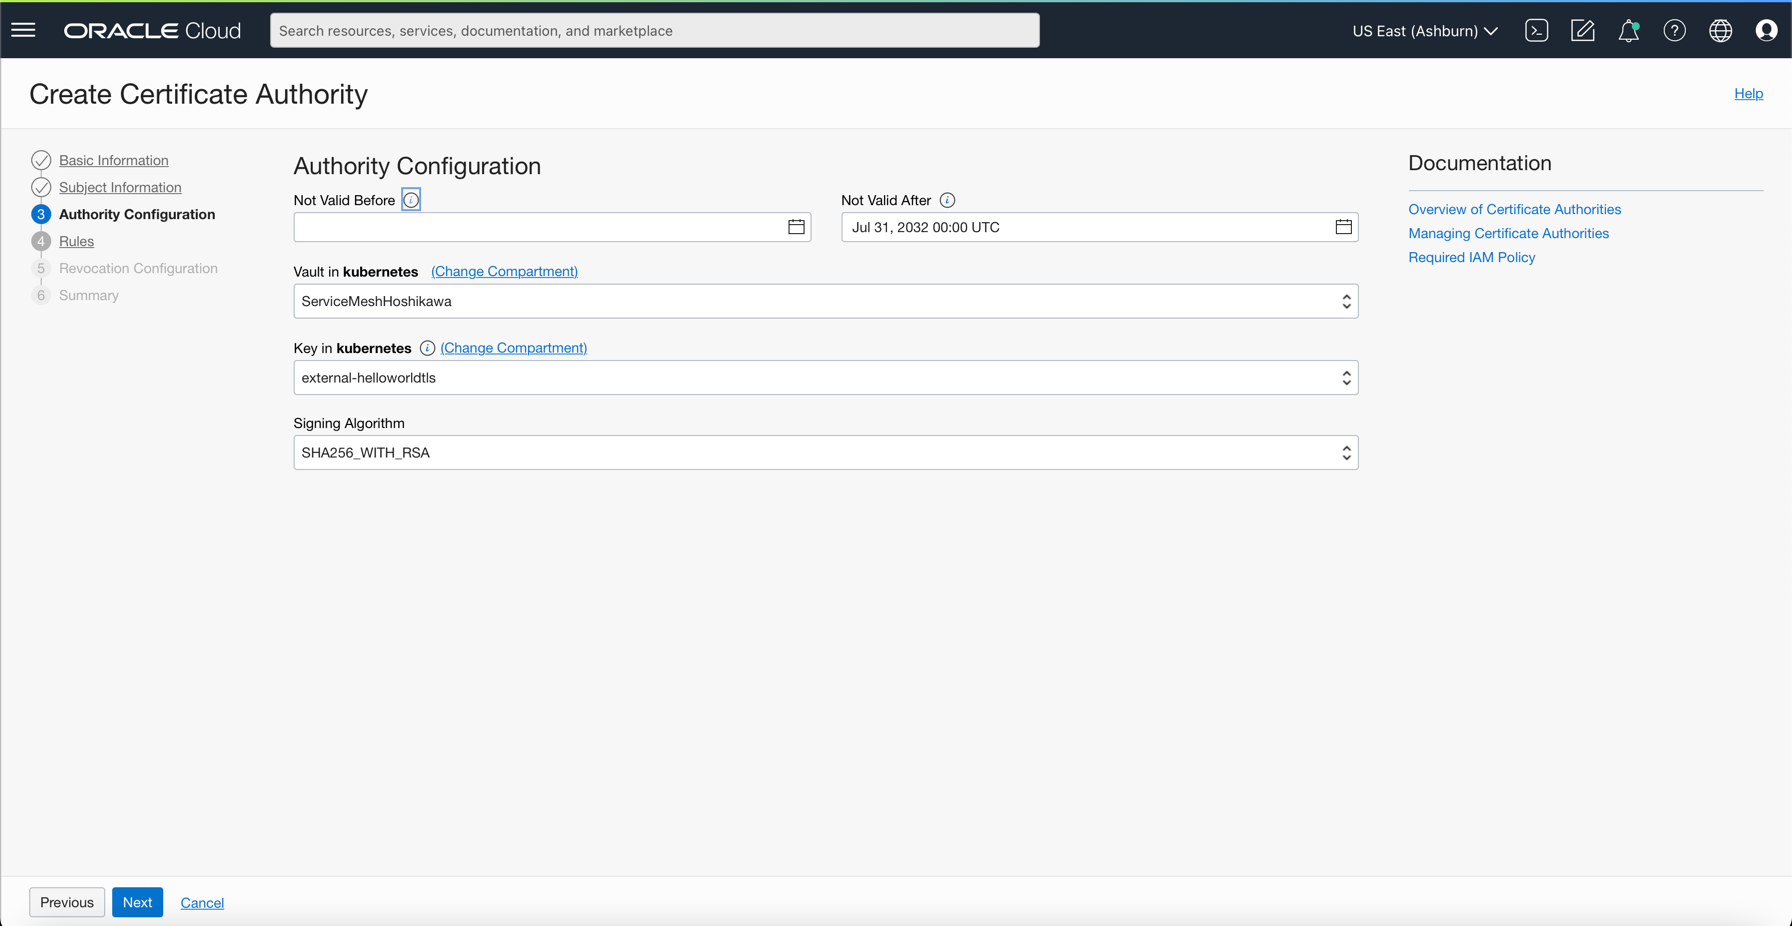 ORACLE Cloud
Search resources, services, documentation, and marketplace
US East (Ashburn)
Create Certificate Authority
Help
Basic Information
Subject Information
3 Authority Configuration
4 Rules
5 Revocation Configuration
6 Summary
Authority Configuration
Not Valid Before
Not Valid After
Jul 31, 2032 00:00 UTC
Vault in kubernetes (Change Compartment)
ServiceMeshHoshikawa
Key in kubernetes (Change Compartment)
external-helloworldtls
Signing Algorithm
SHA256_WITH_RSA
Documentation
Overview of Certificate Authorities
Managing Certificate Authorities
Required IAM Policy
Previous
Next
Cancel